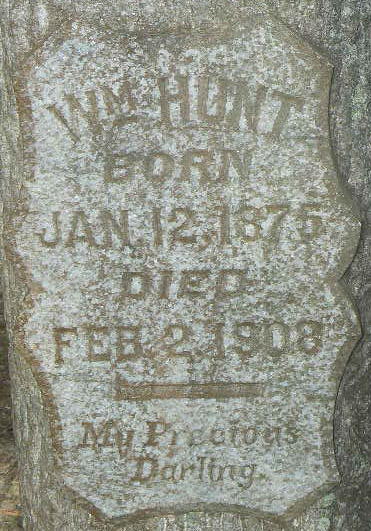 WM. HUNT
BORN
JAN. 12, 1875
DIED
FEB. 2, 1908
My Precious
Darling.